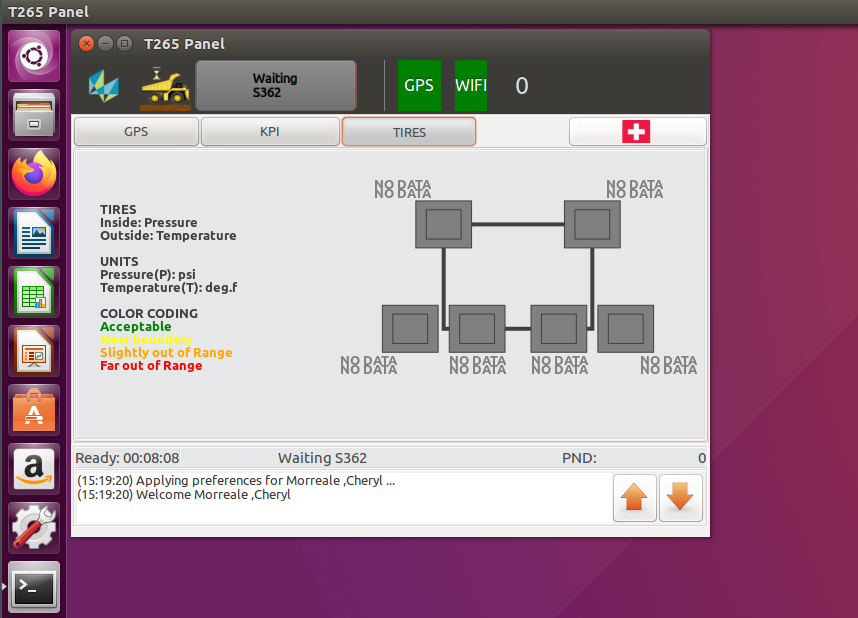 T265 Panel
T265 Panel
Waiting
S362
GPS
WIFI
0
GPS
KPI
TIRES
TIRES
Inside: Pressure
Outside: Temperature
UNITS
Pressure(P): psi
Temperature(T): deg.f
COLOR CODING
Acceptable
Near boundary
Slightly out of Range
Far out of Range
NO DATA
NO DATA
NO DATA
NO DATA
NO DATA
NO DATA
NO DATA
NO DATA
NO DATA
NO DATA
NO DATA
NO DATA
Ready: 00:08:08
Waiting S362
PND:
0
(15:19:20) Applying preferences for Morreale ,Cheryl ...
(15:19:20) Welcome Morreale ,Cheryl